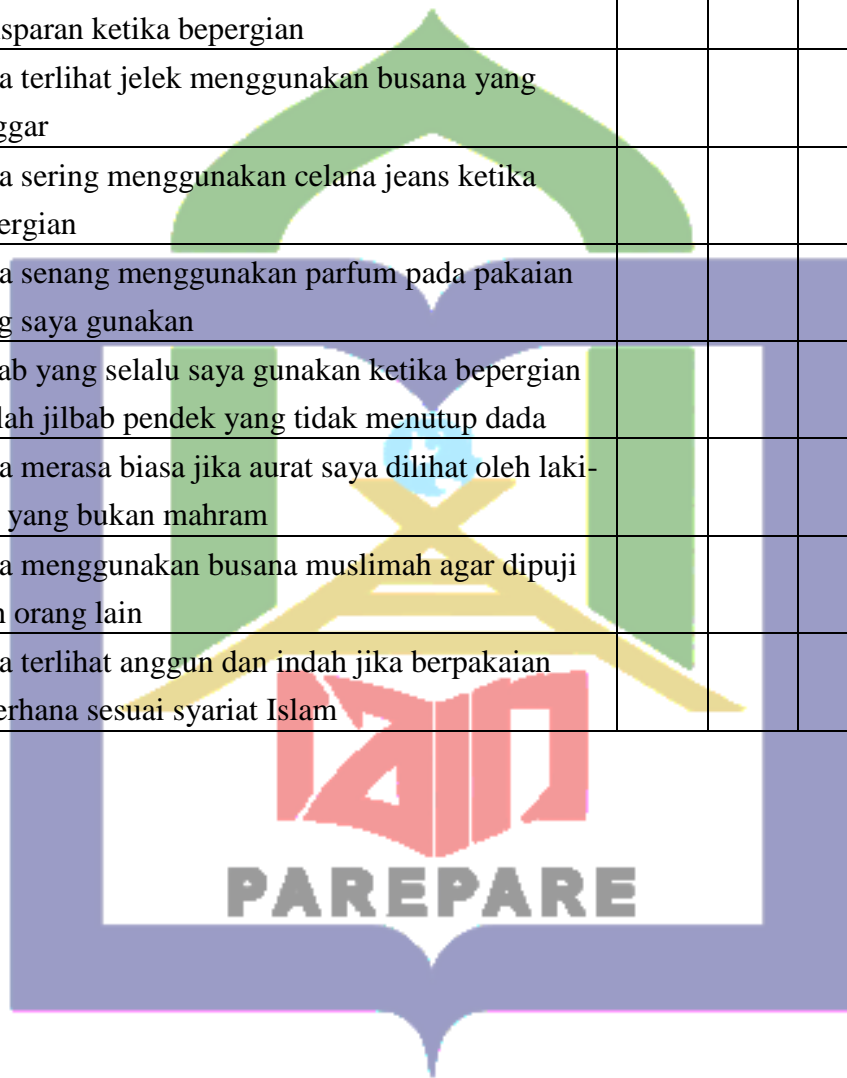 sparan ketika bepergian
a terlihat jelek menggunakan busana yang
ggar
a sering menggunakan celana jeans ketika
ergian
a senang menggunakan parfum pada pakaian
g saya gunakan
ab yang selalu saya gunakan ketika bepergian
lah jilbab pendek yang tidak menutup dada
a merasa biasa jika aurat saya dilihat oleh laki-
yang bukan mahram
a menggunakan busana muslimah agar dipuji
n orang lain
a terlihat anggun dan indah jika berpakaian
erhana sesuai syariat Islam
iain
PAREPARE